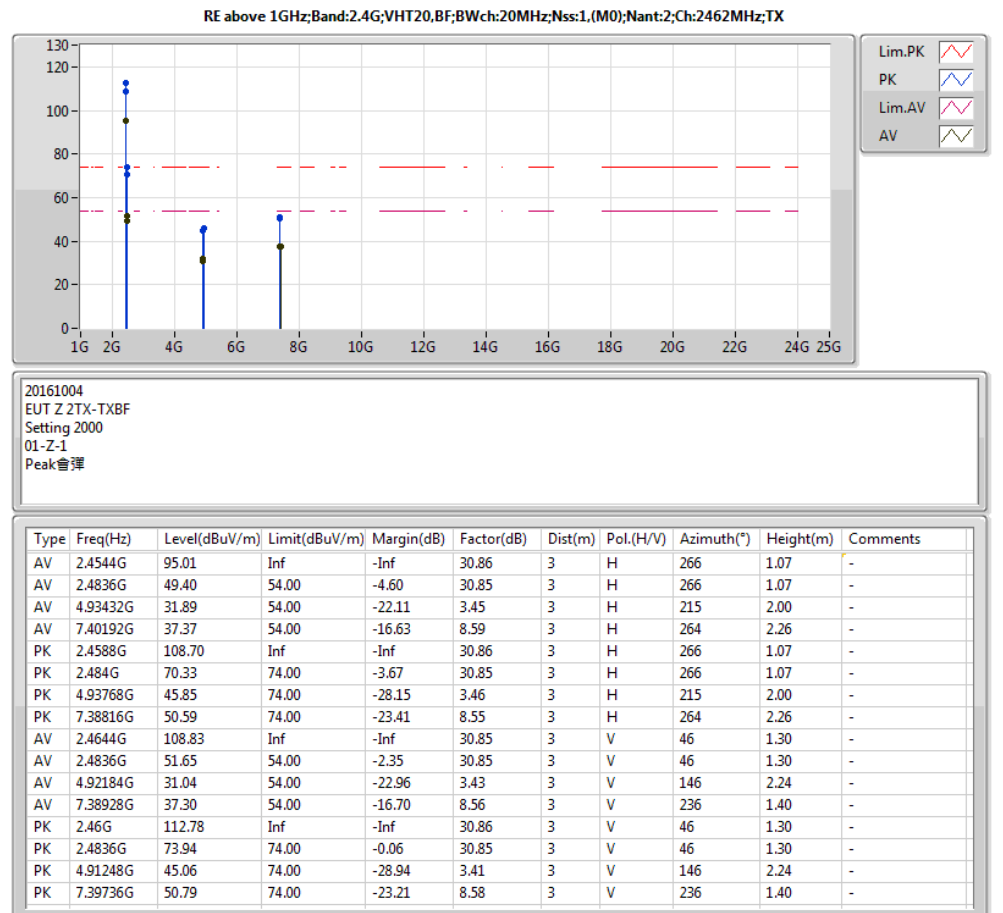 RE above 1GHz;Band:2.4G;VHT20,BF;BWch:20MHz;Nss:1,(M0);Nant:2;Ch:2462MHz;TX
130
120
100
80
60
40
20
0
1G 2G 4G 6G 8G 10G 12G 14G 16G 18G 20G 22G 24G 25G
Lim.PK
PK
Lim.AV
AV
20161004
EUT Z 2TX-TXBF
Setting 2000
01-Z-1
Peak會彈
Type Freq(Hz) Level(dBuV/m) Limit(dBuV/m) Margin(dB) Factor(dB) Dist(m) Pol.(H/V) Azimuth(°) Height(m) Comments
AV 2.4544G 95.01 Inf -Inf 30.86 3 H 266 1.07 -
AV 2.4836G 49.40 54.00 -4.60 30.85 3 H 266 1.07 -
AV 4.93432G 31.89 54.00 -22.11 3.45 3 H 215 2.00 -
AV 7.40192G 37.37 54.00 -16.63 8.59 3 H 264 2.26 -
PK 2.4588G 108.70 Inf -Inf 30.86 3 H 266 1.07 -
PK 2.484G 70.33 74.00 -3.67 30.85 3 H 266 1.07 -
PK 4.93768G 45.85 74.00 -28.15 3.46 3 H 215 2.00 -
PK 7.38816G 50.59 74.00 -23.41 8.55 3 H 264 2.26 -
AV 2.4644G 108.83 Inf -Inf 30.85 3 V 46 1.30 -
AV 2.4836G 51.65 54.00 -2.35 30.85 3 V 46 1.30 -
AV 4.92184G 31.04 54.00 -22.96 3.43 3 V 146 2.24 -
AV 7.38928G 37.30 54.00 -16.70 8.56 3 V 236 1.40 -
PK 2.46G 112.78 Inf -Inf 30.86 3 V 46 1.30 -
PK 2.4836G 73.94 74.00 -0.06 30.85 3 V 46 1.30 -
PK 4.91248G 45.06 74.00 -28.94 3.41 3 V 146 2.24 -
PK 7.39736G 50.79 74.00 -23.21 8.58 3 V 236 1.40 -